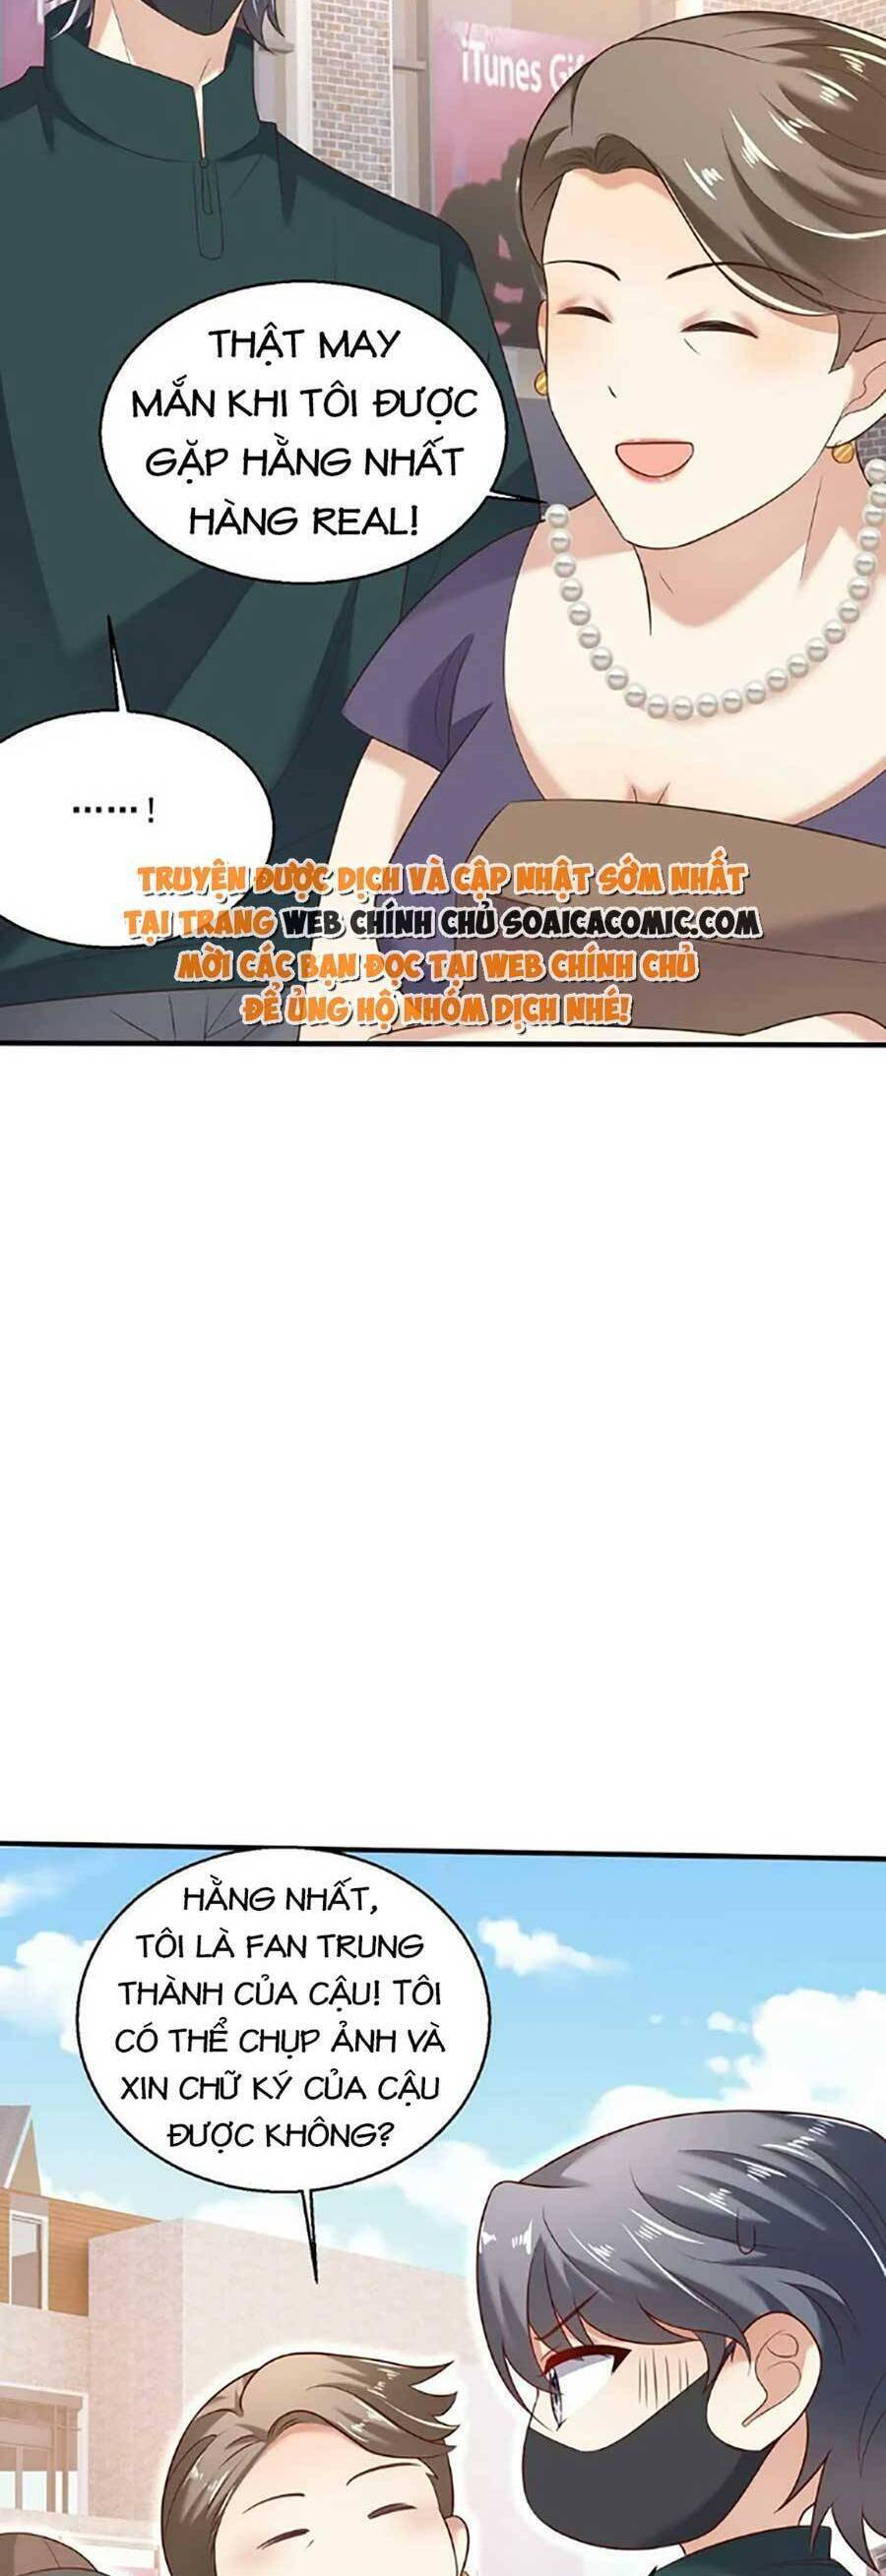 iTunes
THẬT MAY
MẮN KHI TÔI ĐƯỢC
GẶP HẰNG NHẤT
HÀNG REAL!
......!
TRUYỆN ĐƯỢC DỊCH VÀ CẬP NHẬT SỚM NHẤT
TẠI TRANG WEB CHÍNH CHỦ SOAICACOMIC.COM
MỜI CÁC BẠN ĐỌC TẠI WEB CHÍNH CHỦ
ĐỂ ỦNG HỘ NHÓM DỊCH NHÉ!
HẰNG NHẤT,
TÔI LÀ FAN TRUNG
THÀNH CỦA CẬU! TÔI
CÓ THỂ CHỤP ẢNH VÀ
XIN CHỮ KÝ CỦA CẬU
ĐƯỢC KHÔNG?